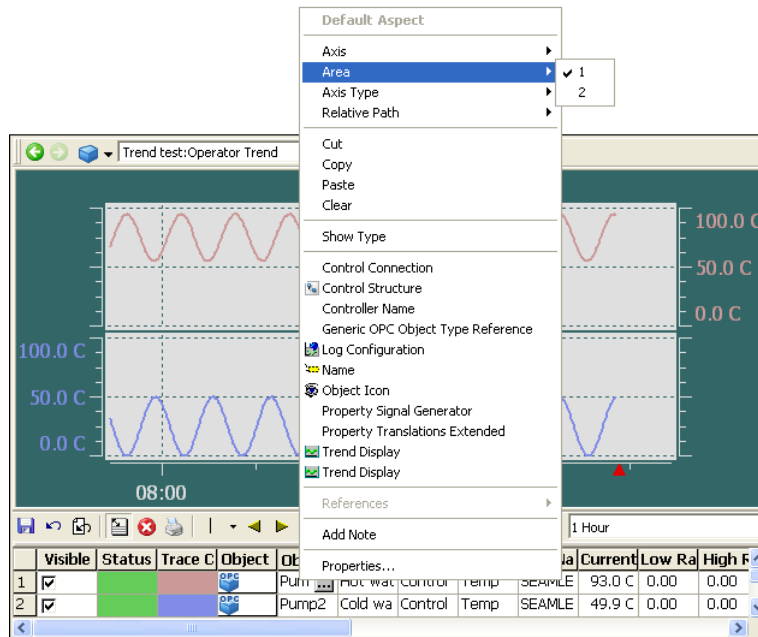 Default Aspect
Axis
Area
1
Axis Type
2
Relative Path
Cut
Copy
Paste
Clear
Show Type
Control Connection
Control Structure
Controller Name
Generic OPC Object Type Reference
Log Configuration
Name
Object Icon
Property Signal Generator
Property Translations Extended
Trend Display
Trend Display
References
Add Note
Properties...
Trend test:Operator Trend
100.0 C
50.0 C
0.0 C
100.0 C
50.0 C
0.0 C
08:00
1 Hour
Visible Status Trace C Object Current Low Ra High R
1 OPC ... Hot wat Control Temp SEAMLE 93.0 C 0.00 0.00
2 OPC Pump2 Cold wa Control Temp SEAMLE 49.9 C 0.00 0.00